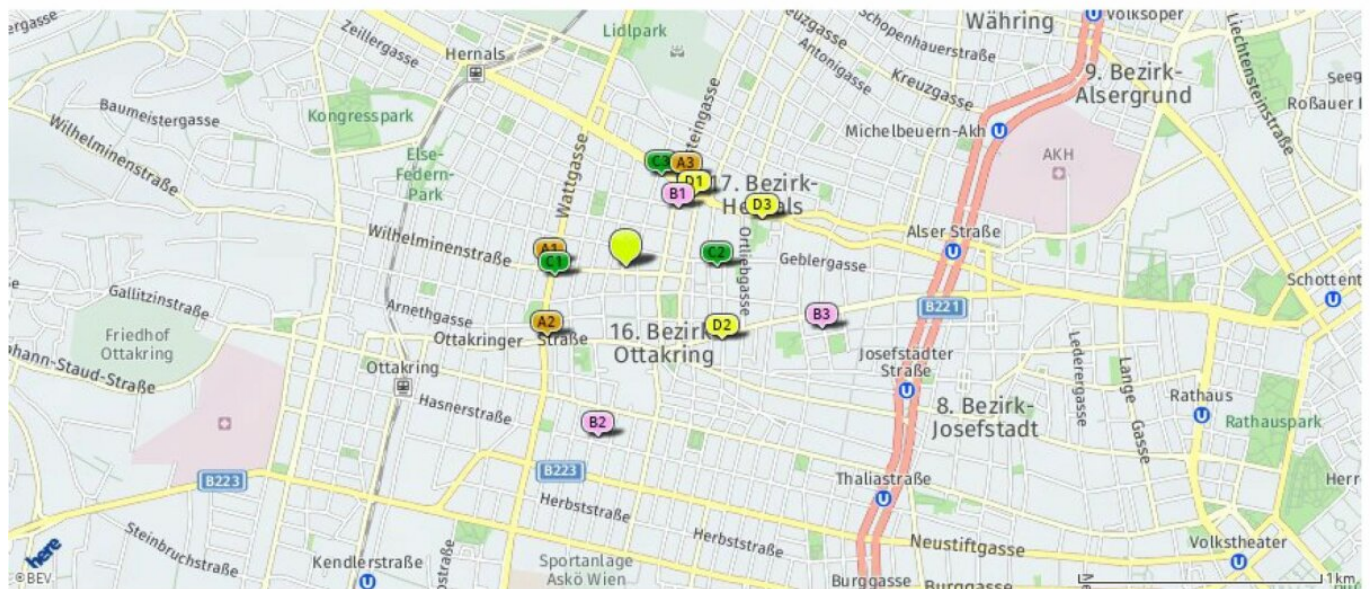 Zeillergasse
Hernals
Lidlpark
Schopenhauerstraße
Währing
Volksoper
Liechtensteinstraße
Antonigasse
Kreuzgasse
9. Bezirk-
Alsergrund
Roßauer
Baumeistergasse
Kongresspark
Michelbeuern-Akh
AKH
Wilhelminenstraße
Else-
Federn-
Park
Wattgasse
C3
A3
D1
B1
17. Bezirk-
D3
Wilhelminenstraße
A1
C1
C2
Ortliebgasse
Geblergasse
Alser Straße
Gallitzinstraße
Arnethgasse
A2
Ottakringer Straße
16. Bezirk-
Ottakring
D2
B3
B221
Friedhof
Ottakring
Ottakring
Hasnerstraße
B2
Josefstädter
Straße
8. Bezirk-
Josefstadt
Lederergasse
Lange Gasse
Rathaus
Rathauspark
B223
B223
Thaliastraße
Herbststraße
Herbststraße
Neustiftgasse
Volkstheater
Steinbruchstraße
Kendlerstraße
Sportanlage
Askö Wien
Burggasse
Burggasse
here
©BEV
1 km